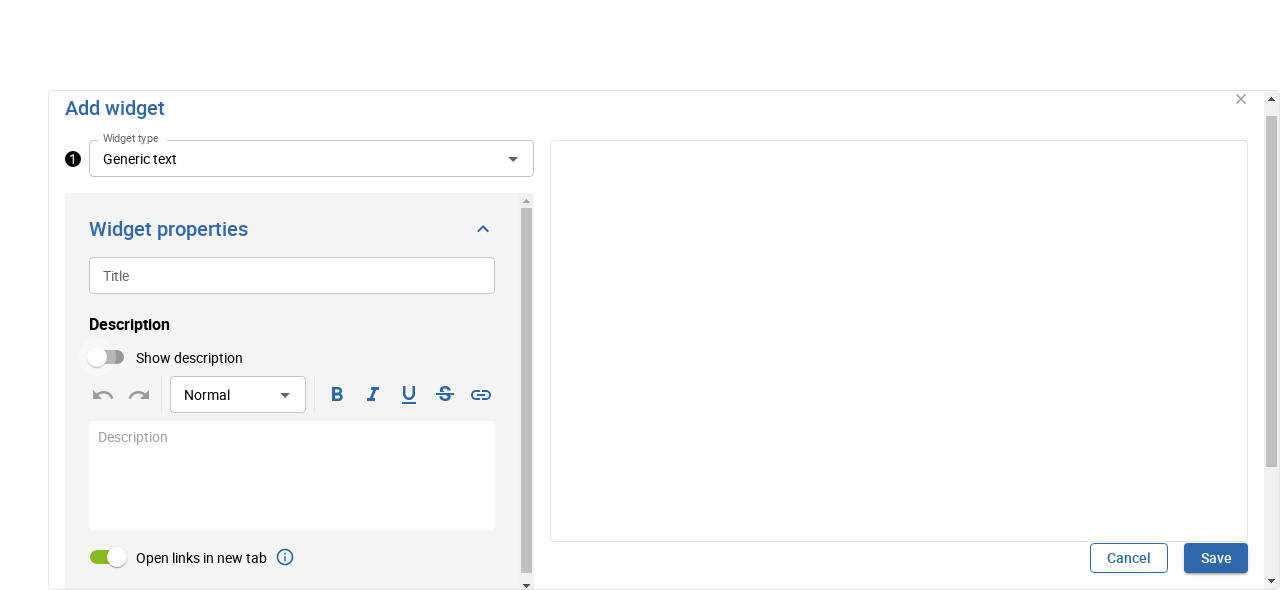 Add widget
Widget type
1
Generic text
Widget properties
Title
Description
Show description
Normal
B I U S
Description
Open links in new tab
Cancel
Save